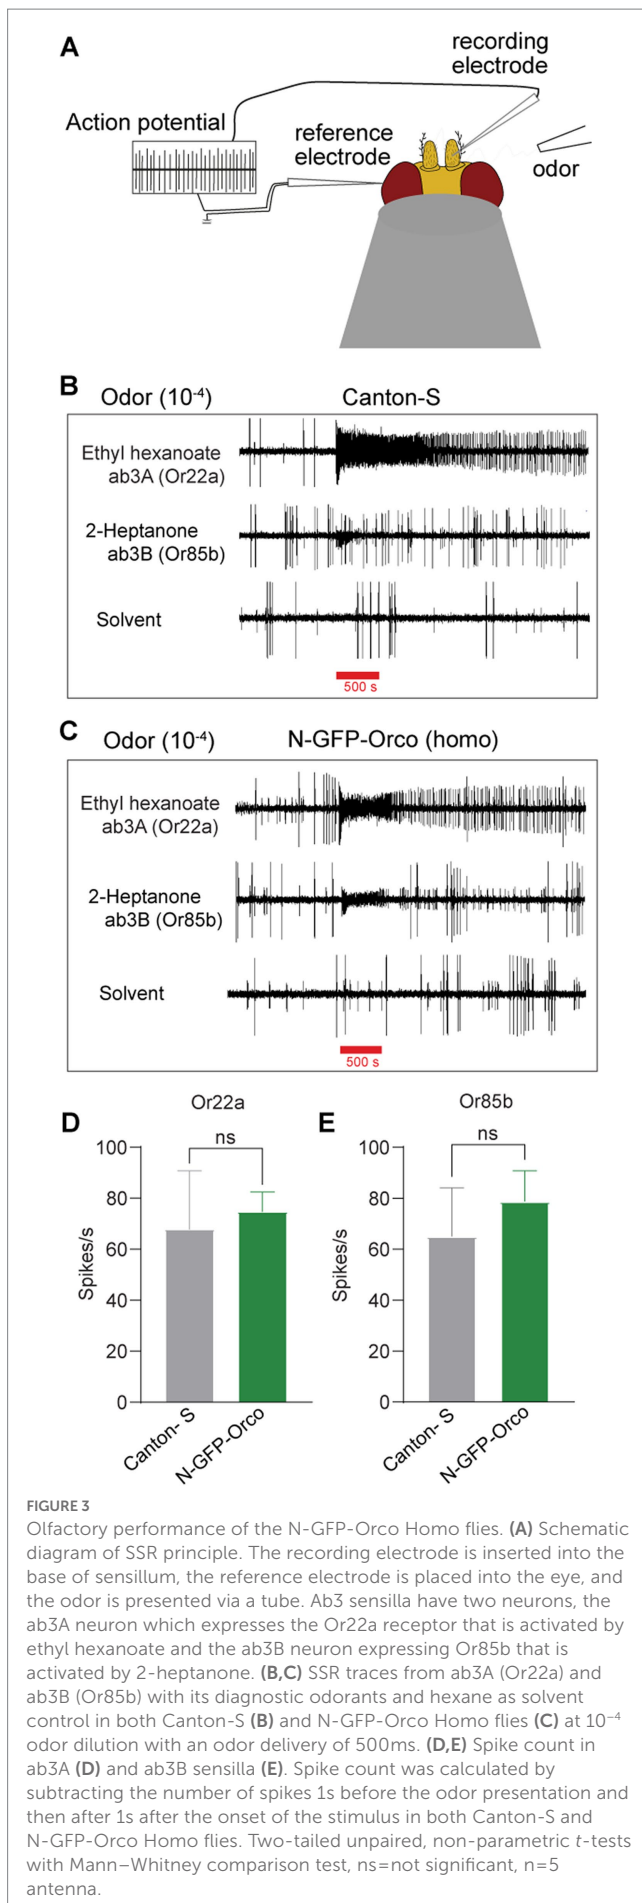 A
recording
electrode
Action potential
reference
electrode
odor
B
Odor (10⁻⁴)
Canton-S
Ethyl hexanoate
ab3A (Or22a)
2-Heptanone
ab3B (Or85b)
Solvent
500 s
C
Odor (10⁻⁴)
N-GFP-Orco (homo)
Ethyl hexanoate
ab3A (Or22a)
2-Heptanone
ab3B (Or85b)
Solvent
500 s
D
Or22a
ns
100
80
60
40
20
0
Spikes/s
Canton- S
N-GFP-Orco
E
Or85b
ns
100
80
60
40
20
0
Spikes/s
Canton- S
N-GFP-Orco
FIGURE 3
Olfactory performance of the N-GFP-Orco Homo flies. (A) Schematic
diagram of SSR principle. The recording electrode is inserted into the
base of sensillum, the reference electrode is placed into the eye, and
the odor is presented via a tube. Ab3 sensilla have two neurons, the
ab3A neuron which expresses the Or22a receptor that is activated by
ethyl hexanoate and the ab3B neuron expressing Or85b that is
activated by 2-heptanone. (B,C) SSR traces from ab3A (Or22a) and
ab3B (Or85b) with its diagnostic odorants and hexane as solvent
control in both Canton-S (B) and N-GFP-Orco Homo flies (C) at 10⁻⁴
odor dilution with an odor delivery of 500ms. (D,E) Spike count in
ab3A (D) and ab3B sensilla (E). Spike count was calculated by
subtracting the number of spikes 1s before the odor presentation and
then after 1s after the onset of the stimulus in both Canton-S and
N-GFP-Orco Homo flies. Two-tailed unpaired, non-parametric t-tests
with Mann–Whitney comparison test, ns=not significant, n=5
antenna.